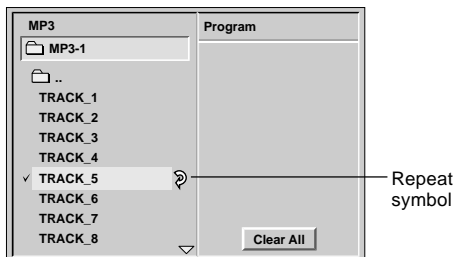 MP3
Program
MP3-1
..
TRACK_1
TRACK_2
TRACK_3
TRACK_4
TRACK_5
TRACK_6
TRACK_7
TRACK_8
Clear All
Repeat
symbol